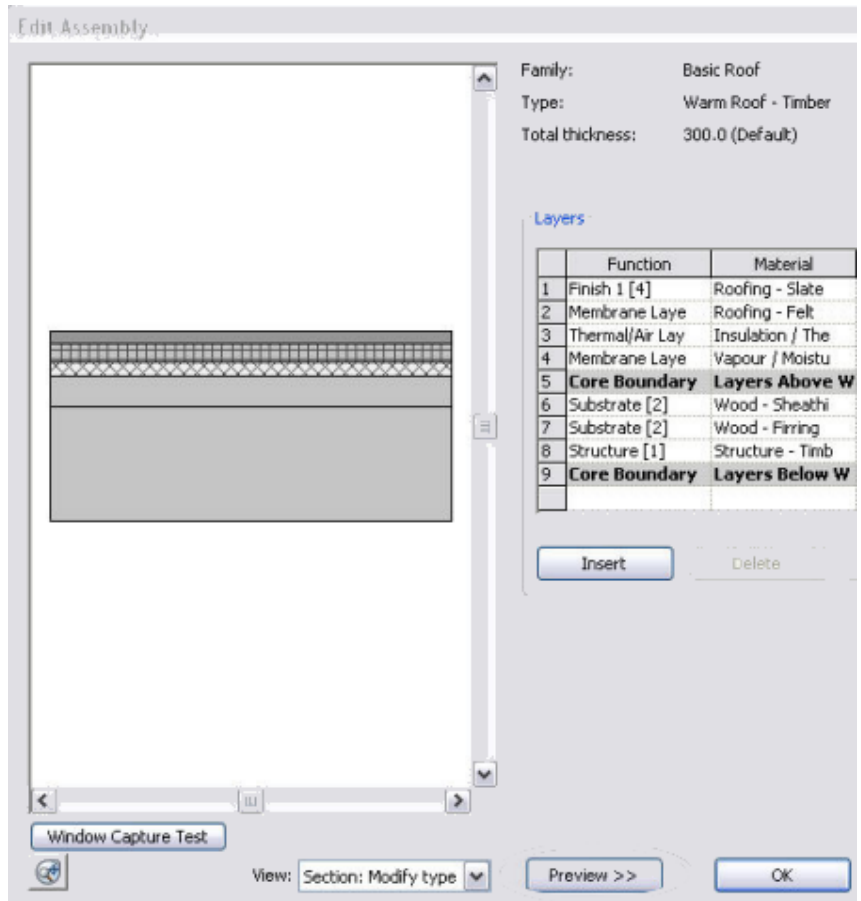 Edit Assembly
Family: Basic Roof
Type: Warm Roof - Timber
Total thickness: 300.0 (Default)
Layers
Function Material
1 Finish 1 [4] Roofing - Slate
2 Membrane Laye Roofing - Felt
3 Thermal/Air Lay Insulation / The
4 Membrane Laye Vapour / Moistu
5 Core Boundary Layers Above W
6 Substrate [2] Wood - Sheathi
7 Substrate [2] Wood - Firring
8 Structure [1] Structure - Timb
9 Core Boundary Layers Below W
Insert Delete
Window Capture Test
View: Section: Modify type Preview >> OK